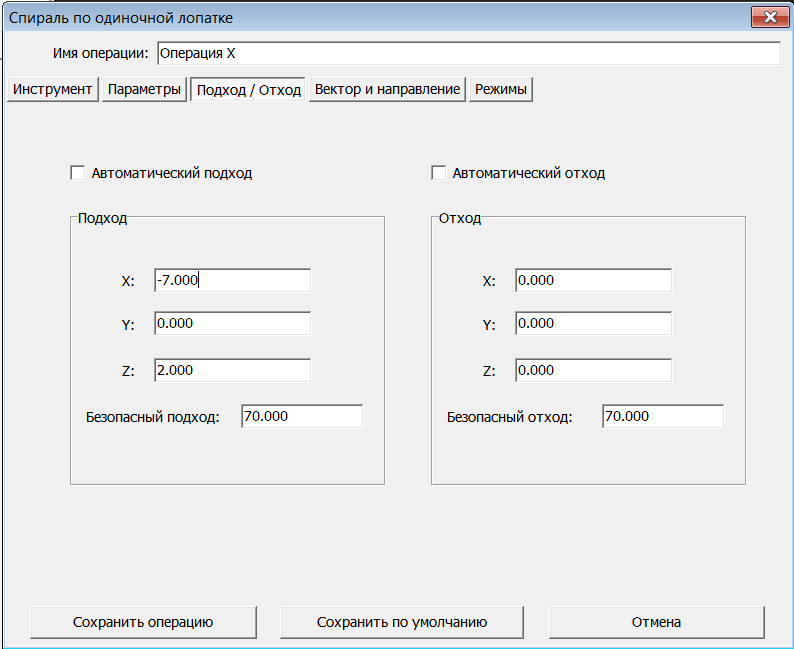 Спираль по одиночной лопатке
Имя операции: Операция X
Инструмент Параметры Подход / Отход Вектор и направление Режимы
Автоматический подход Автоматический отход
Подход Отход
X: -7.000 X: 0.000
Y: 0.000 Y: 0.000
Z: 2.000 Z: 0.000
Безопасный подход: 70.000 Безопасный отход: 70.000
Сохранить операцию Сохранить по умолчанию Отмена